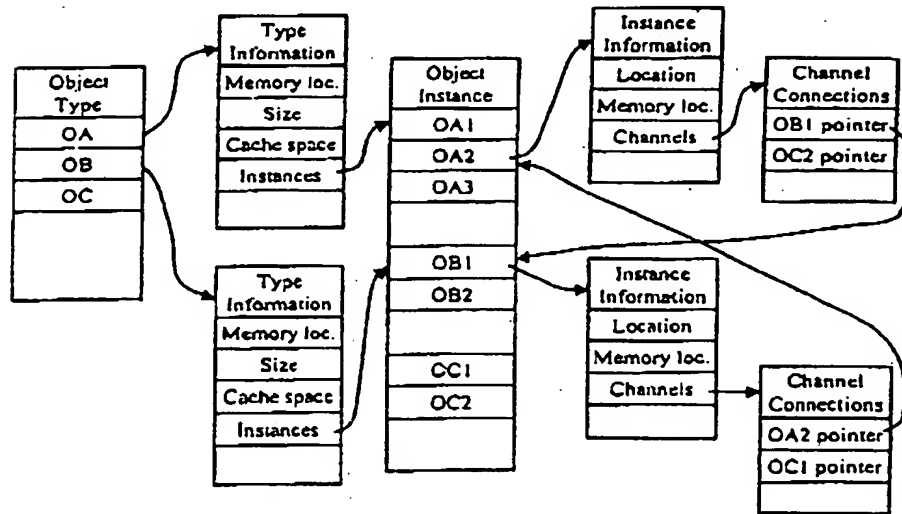 Object
Type
OA
OB
OC
Type
Information
Memory loc.
Size
Cache space
Instances
Type
Information
Memory loc.
Size
Cache space
Instances
Object
Instance
OA1
OA2
OA3
OB1
OB2
OC1
OC2
Instance
Information
Location
Memory loc.
Channels
Instance
Information
Location
Memory loc.
Channels
Channel
Connections
OB1 pointer
OC2 pointer
Channel
Connections
OA2 pointer
OC1 pointer